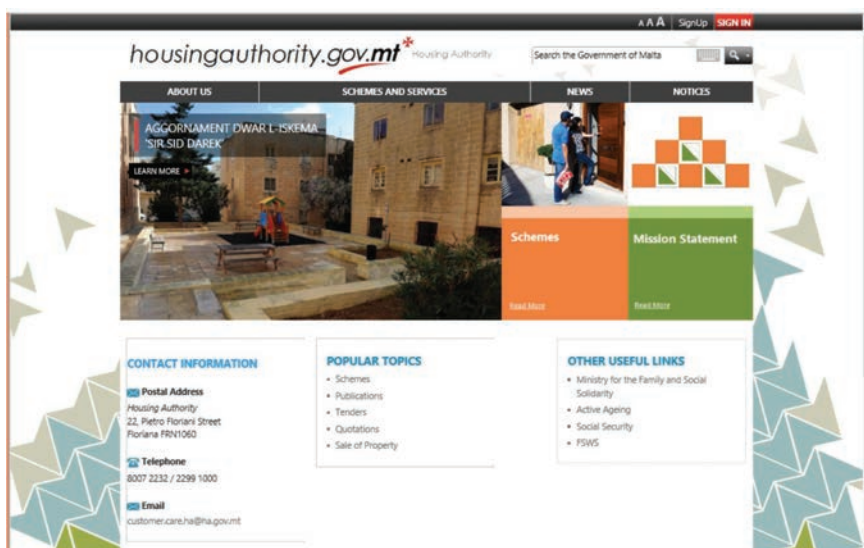 A A A SignUp SIGN IN
housingauthority.gov.mt Housing Authority
Search the Government of Malta
ABOUT US SCHEMES AND SERVICES NEWS NOTICES
AGGORNAMENT DWAR L-ISKEMA
'SIR SID DAREK'
LEARN MORE
Schemes
Read More
Mission Statement
Read More
CONTACT INFORMATION
Postal Address
Housing Authority
22, Pietro Floriani Street
Floriana FRN1060
Telephone
8007 2232 / 2299 1000
Email
customer.care.ha@ha.gov.mt
POPULAR TOPICS
Schemes
Publications
Tenders
Quotations
Sale of Property
OTHER USEFUL LINKS
Ministry for the Family and Social
Solidarity
Active Ageing
Social Security
FSWS